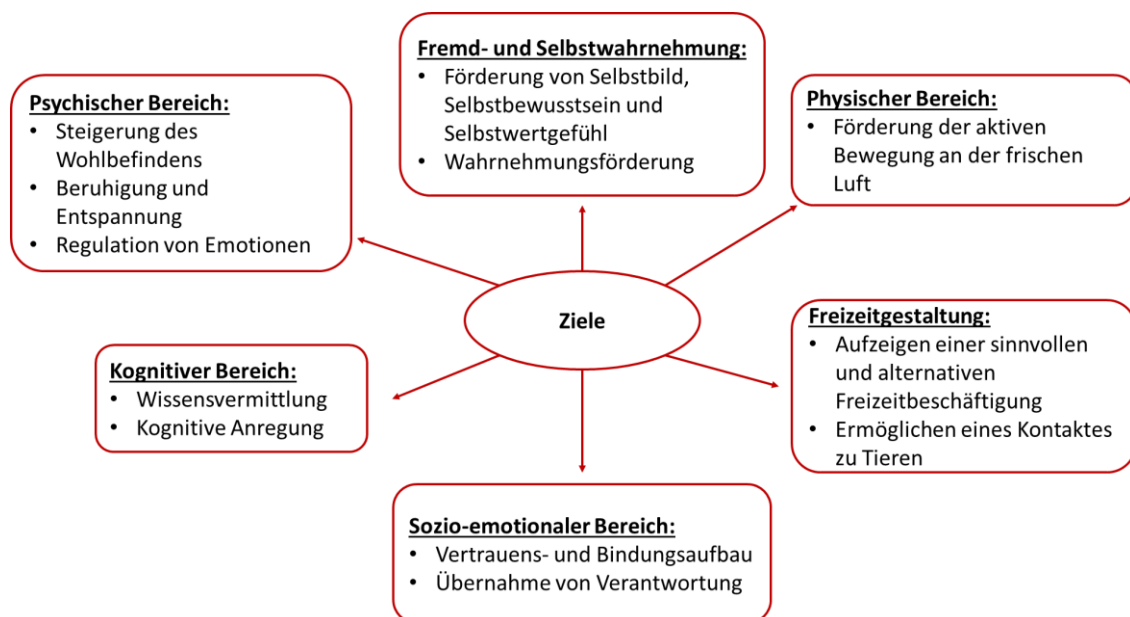 Fremd- und Selbstwahrnehmung:
• Förderung von Selbstbild,
Selbstbewusstsein und
Selbstwertgefühl
• Wahrnehmungsförderung
Psychischer Bereich:
• Steigerung des
Wohlbefindens
• Beruhigung und
Entspannung
• Regulation von Emotionen
Physischer Bereich:
• Förderung der aktiven
Bewegung an der frischen
Luft
Ziele
Kognitiver Bereich:
• Wissensvermittlung
• Kognitive Anregung
Freizeitgestaltung:
• Aufzeigen einer sinnvollen
und alternativen
Freizeitbeschäftigung
• Ermöglichen eines Kontaktes
zu Tieren
Sozio-emotionaler Bereich:
• Vertrauens- und Bindungsaufbau
• Übernahme von Verantwortung